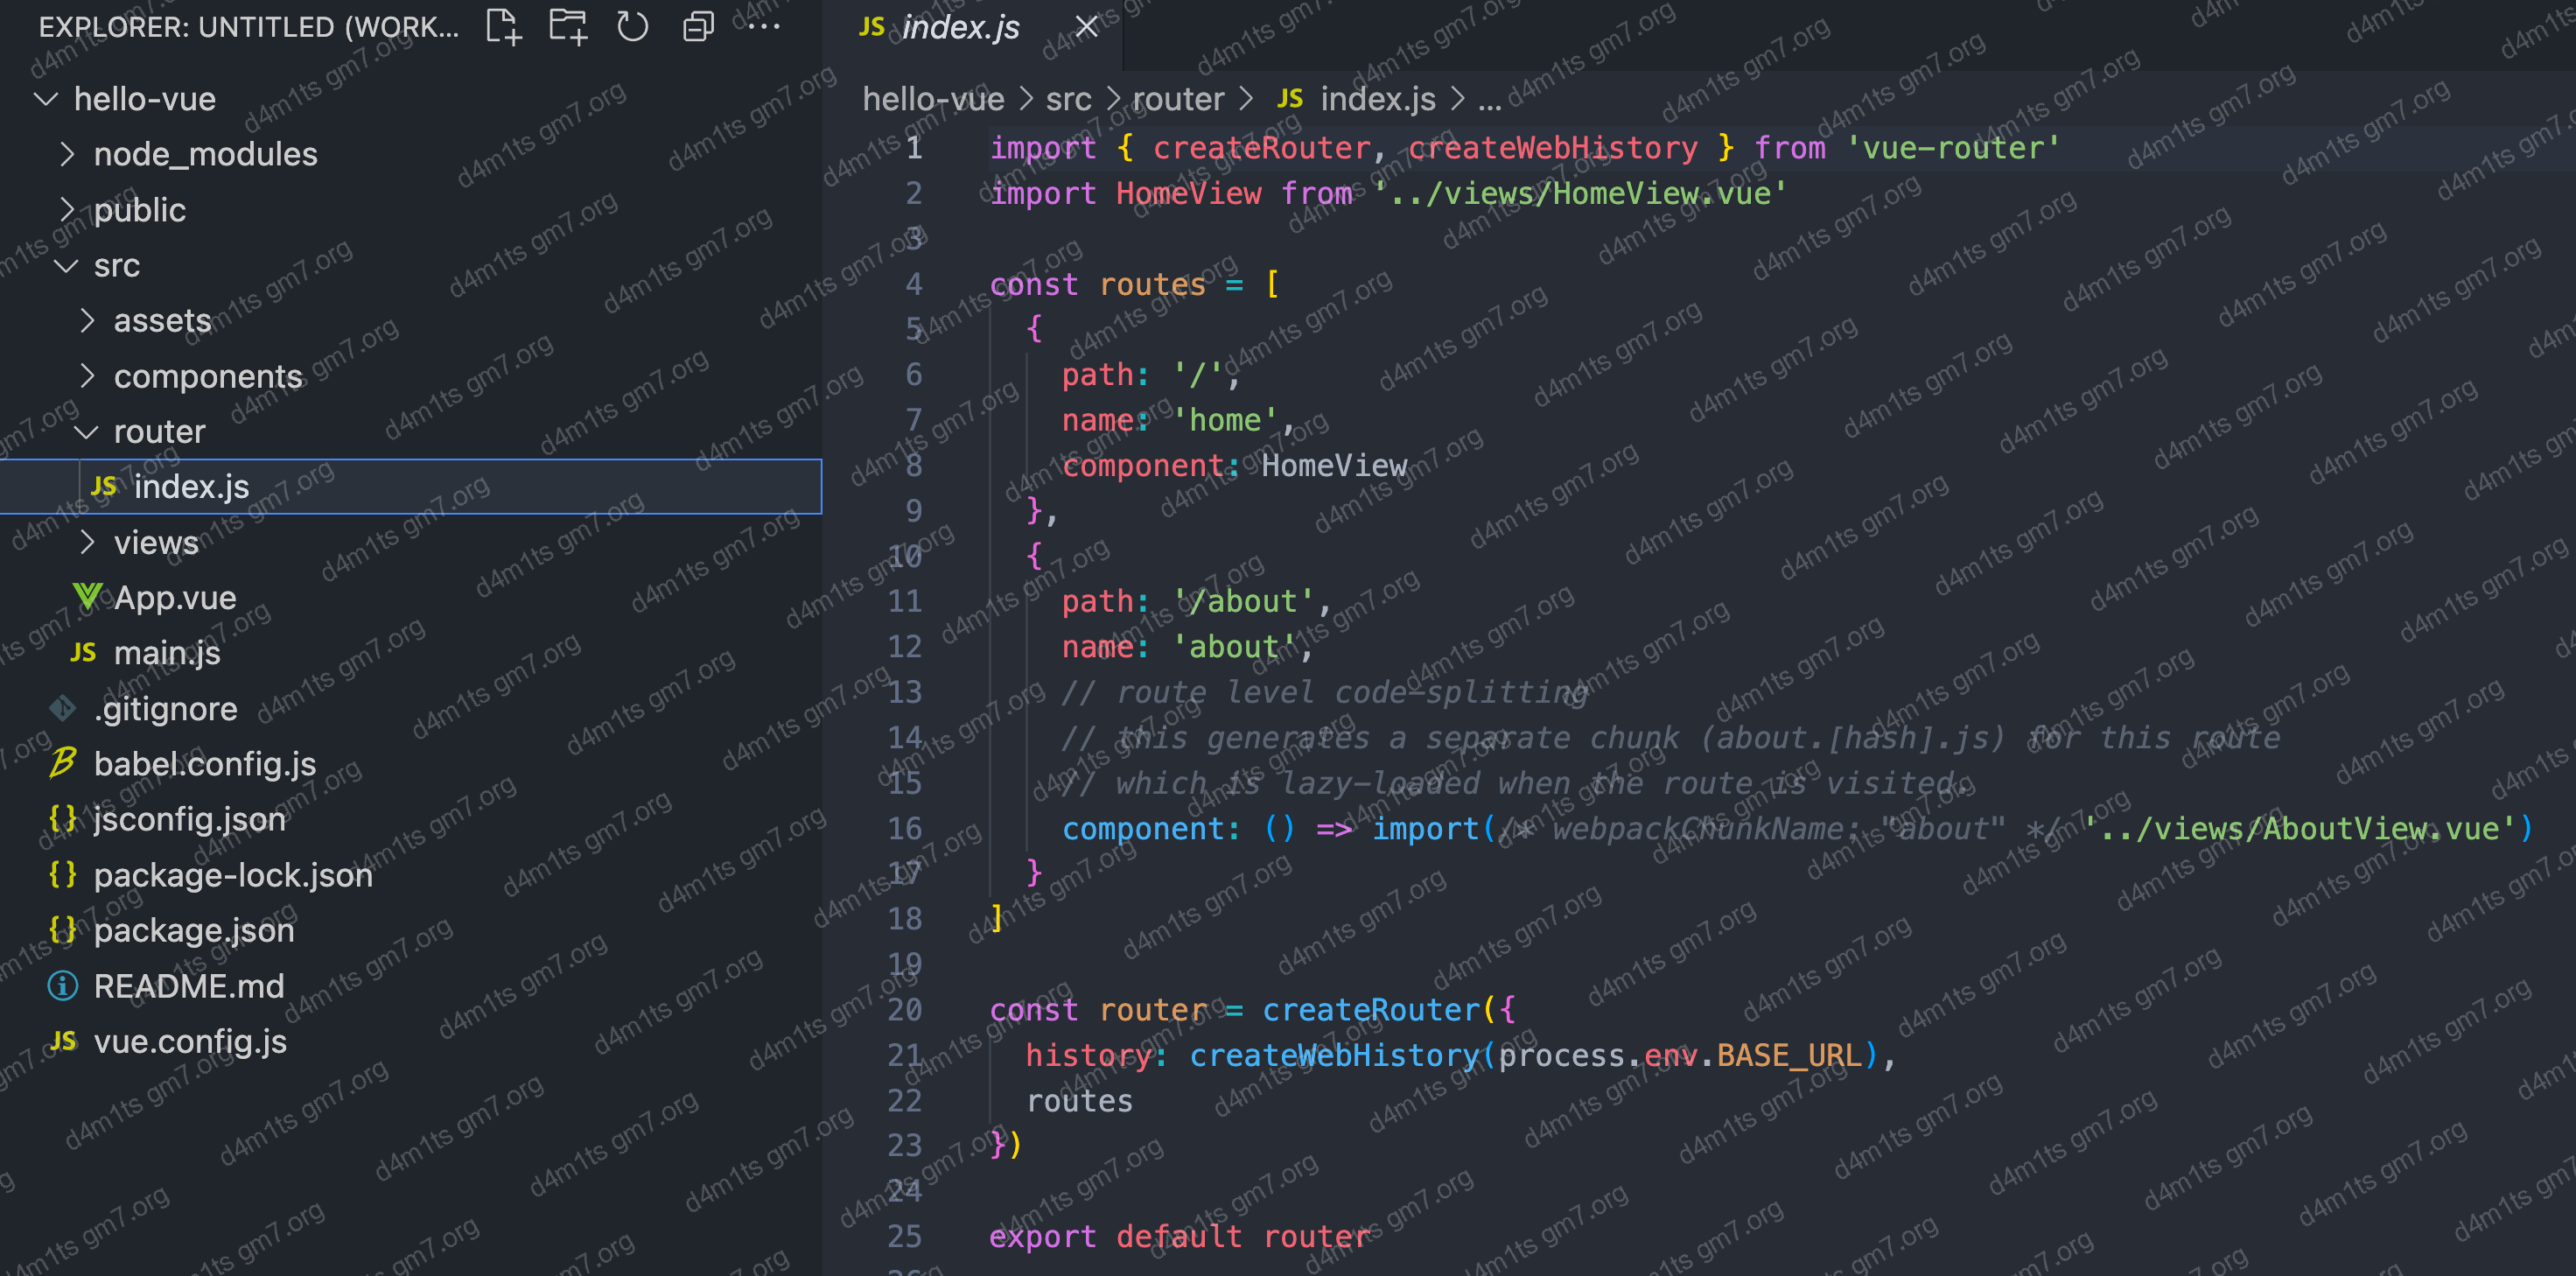 EXPLORER: UNTITLED (WORK...
hello-vue
node_modules
public
src
assets
components
router
JS index.js
views
App.vue
JS main.js
.gitignore
babel.config.js
{} jsconfig.json
{} package-lock.json
{} package.json
README.md
JS vue.config.js
JS index.js
hello-vue > src > router > JS index.js > ...
1 import { createRouter, createWebHistory } from 'vue-router'
2 import HomeView from '../views/HomeView.vue'
3
4 const routes = [
5   {
6     path: '/',
7     name: 'home',
8     component: HomeView
9   },
10   {
11     path: '/about',
12     name: 'about',
13     // route level code-splitting
14     // this generates a separate chunk (about.[hash].js) for this route
15     // which is lazy-loaded when the route is visited.
16     component: () => import(/* webpackChunkName: "about" */ '../views/AboutView.vue')
17   }
18 ]
19
20 const router = createRouter({
21   history: createWebHistory(process.env.BASE_URL),
22   routes
23 })
24
25 export default router
d4m1ts gm7.org